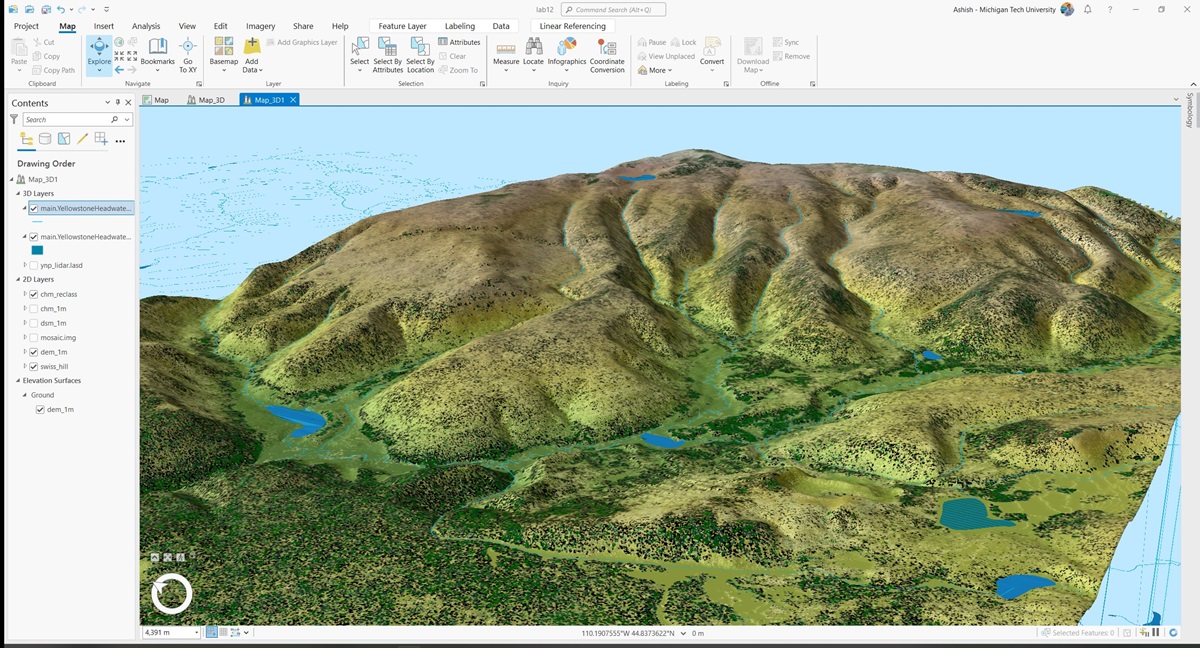 lab12
Command Search (Alt+Q)
Ashish - Michigan Tech University
?
Project Map Insert Analysis View Edit Imagery Share Help Feature Layer Labeling Data Linear Referencing
Paste
Cut
Copy
Copy Path
Clipboard
Explore
Bookmarks
Go To XY
Navigate
Basemap
Add Data
Add Graphics Layer
Layer
Select
Select By Attributes
Select By Location
Attributes
Clear
Zoom To
Selection
Measure
Locate
Infographics
Coordinate Conversion
Inquiry
Pause
Lock
View Unplaced
More
Convert
Labeling
Download Map
Sync
Remove
Offline
Contents
Search
Drawing Order
Map_3D1
3D Layers
main.YellowstoneHeadwate...
main.YellowstoneHeadwate...
ynp_lidar.lasd
2D Layers
chm_reclass
chm_1m
dsm_1m
mosaic.img
dem_1m
swiss_hill
Elevation Surfaces
Ground
dem_1m
Map
Map_3D
Map_3D1
Symbology
4,391 m
110.1907555°W 44.8373622°N
0 m
Selected Features: 0